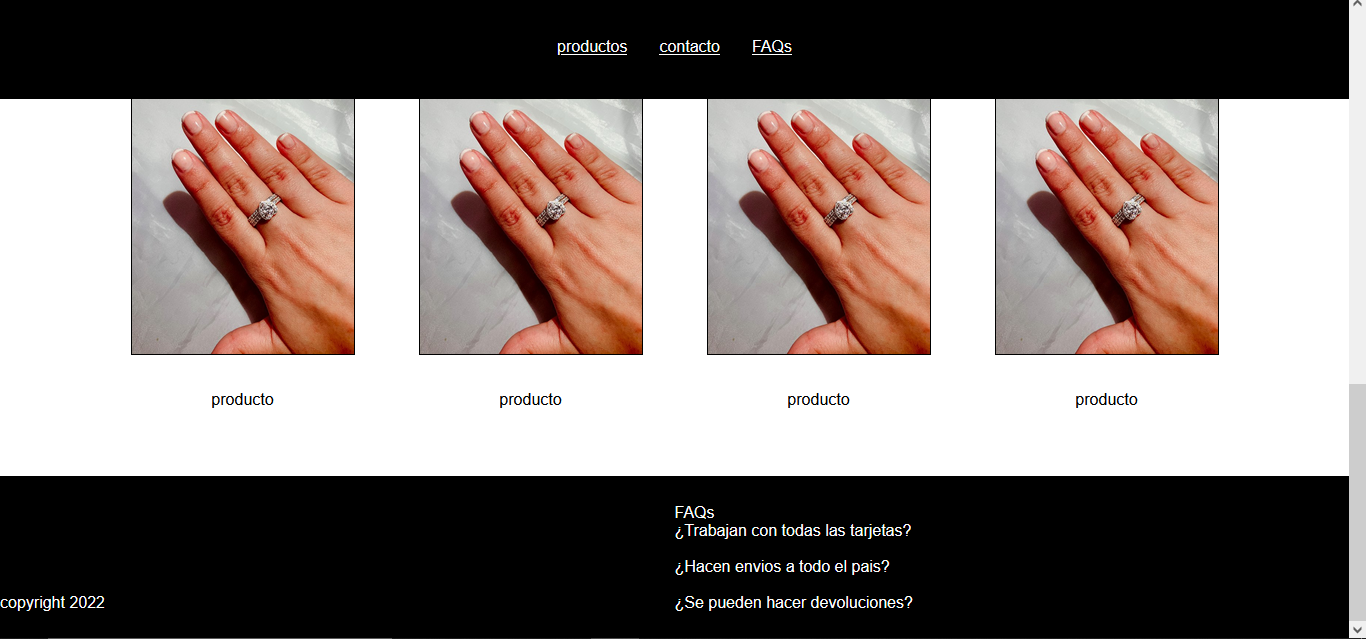 productos contacto FAQs
producto producto producto producto
FAQs
¿Trabajan con todas las tarjetas?
¿Hacen envios a todo el pais?
copyright 2022 ¿Se pueden hacer devoluciones?